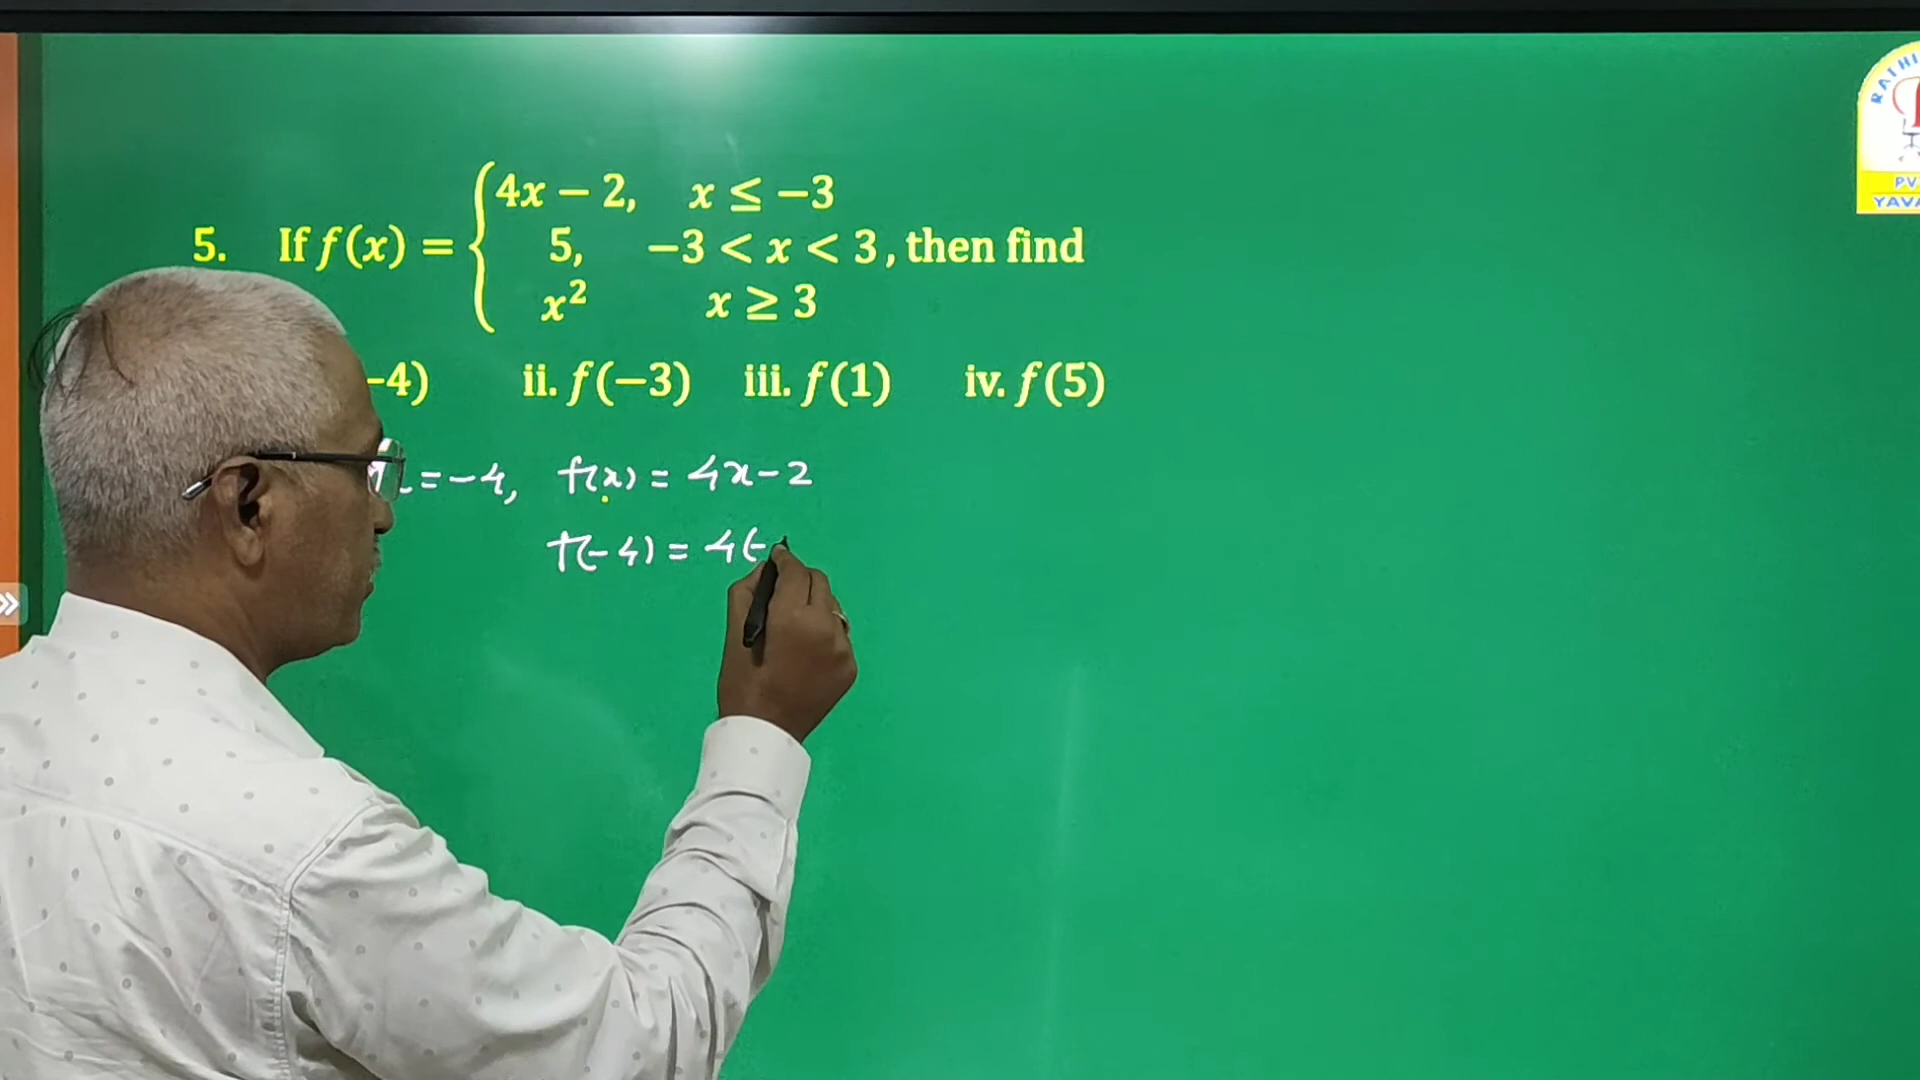 4x − 2, x ≤ −3
5. If f(x) = { 5, −3 < x < 3, then find
x² x ≥ 3
−4) ii. f(−3) iii. f(1) iv. f(5)
= −4, f(x) = 4x − 2
f(−4) = 4(−
RATHI
PV
YAVA
»